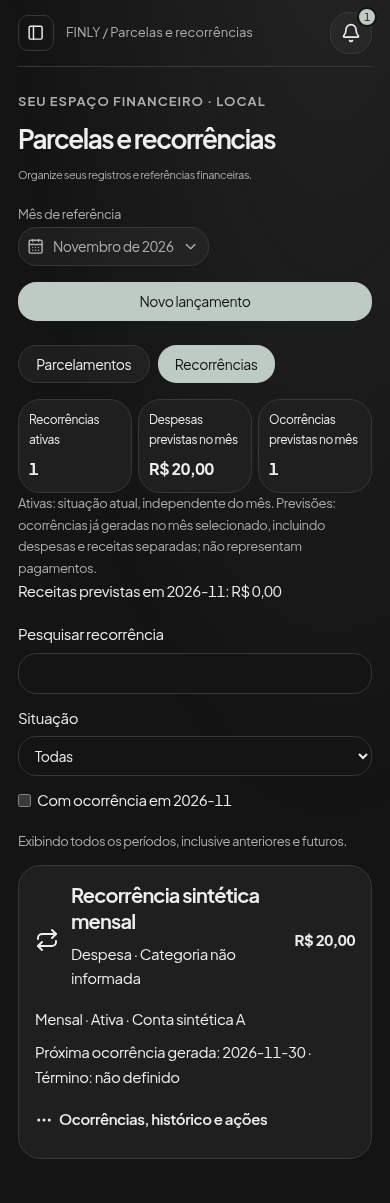 FINLY / Parcelas e recorrências
1
SEU ESPAÇO FINANCEIRO · LOCAL
Parcelas e recorrências
Organize seus registros e referências financeiras.
Mês de referência
Novembro de 2026
Novo lançamento
Parcelamentos
Recorrências
Recorrências
ativas
1
Despesas
previstas no mês
R$ 20,00
Ocorrências
previstas no mês
1
Ativas: situação atual, independente do mês. Previsões:
ocorrências já geradas no mês selecionado, incluindo
despesas e receitas separadas; não representam
pagamentos.
Receitas previstas em 2026-11: R$ 0,00
Pesquisar recorrência
Situação
Todas
Com ocorrência em 2026-11
Exibindo todos os períodos, inclusive anteriores e futuros.
Recorrência sintética
mensal
Despesa · Categoria não
informada
R$ 20,00
Mensal · Ativa · Conta sintética A
Próxima ocorrência gerada: 2026-11-30 ·
Término: não definido
Ocorrências, histórico e ações